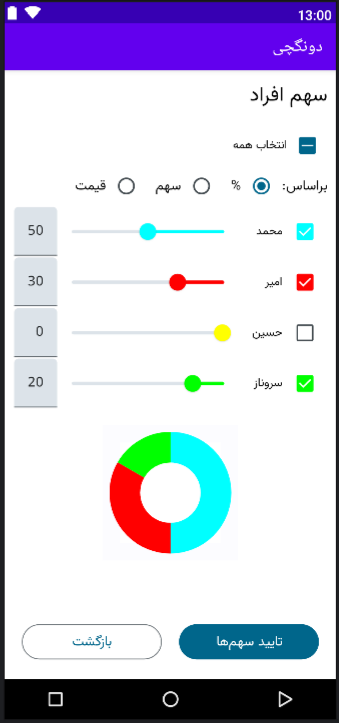 13:00
دونگچی
سهم افراد
انتخاب همه
براساس: % سهم قیمت
محمد 50
امیر 30
حسین 0
سروناز 20
تایید سهم‌ها بازگشت